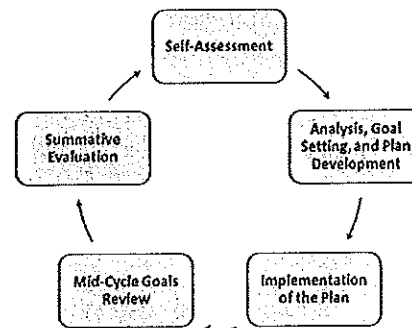 Self-Assessment
Analysis, Goal
Setting, and Plan
Development
Implementation
of the Plan
Mid-Cycle Goals
Review
Summative
Evaluation